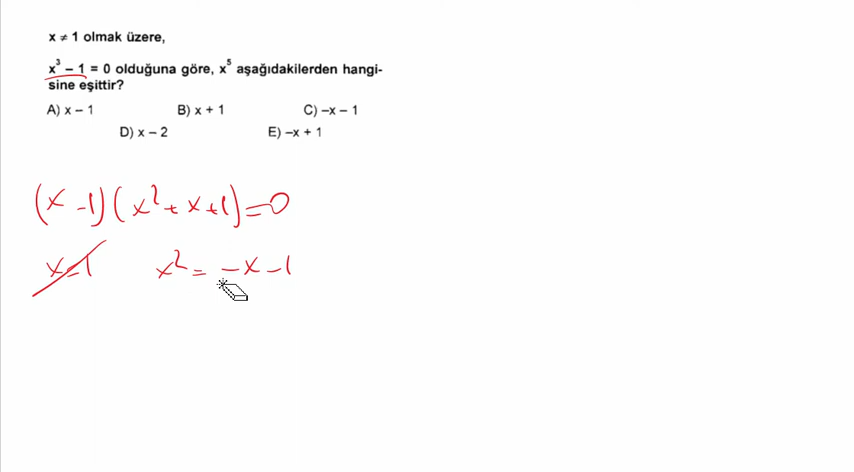 x ≠ 1 olmak üzere,
x³ – 1 = 0 olduğuna göre, x⁵ aşağıdakilerden hangi-
sine eşittir?
A) x – 1 B) x + 1 C) –x – 1
D) x – 2 E) –x + 1
(x -1)(x² + x +1) = 0
x=1 x² = -x -1